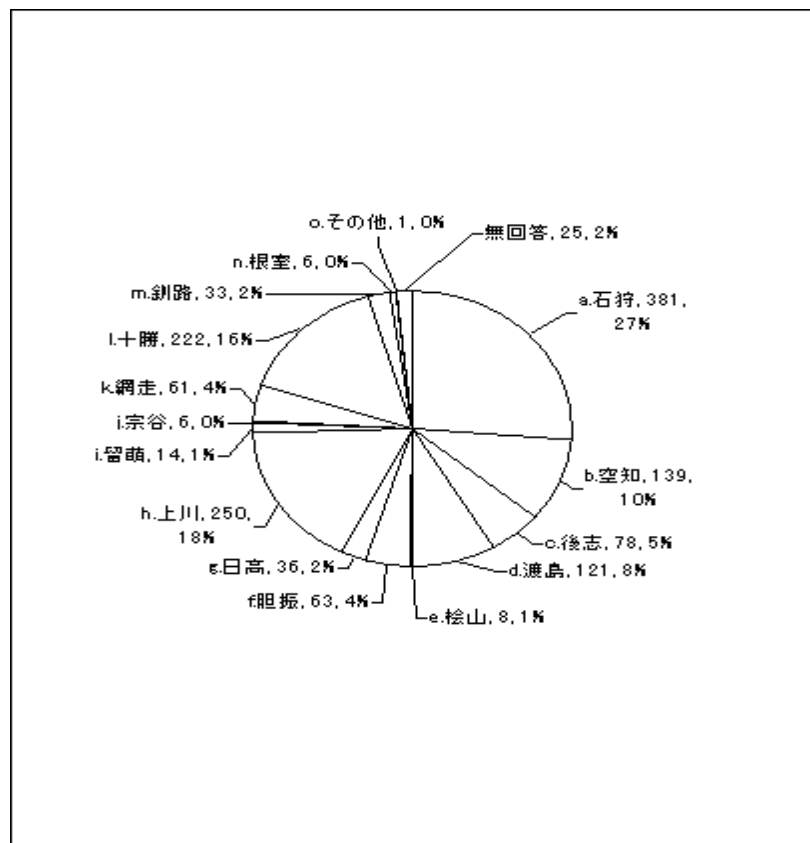 o.その他, 1, 0%
無回答, 25, 2%
n.根室, 6, 0%
m.釧路, 33, 2%
a.石狩, 381,
27%
l.十勝, 222, 16%
k.網走, 61, 4%
j.宗谷, 6, 0%
i.留萌, 14, 1%
b.空知, 139,
10%
h.上川, 250,
18%
c.後志, 78, 5%
g.日高, 36, 2%
d.渡島, 121, 8%
f.胆振, 63, 4%
e.桧山, 8, 1%